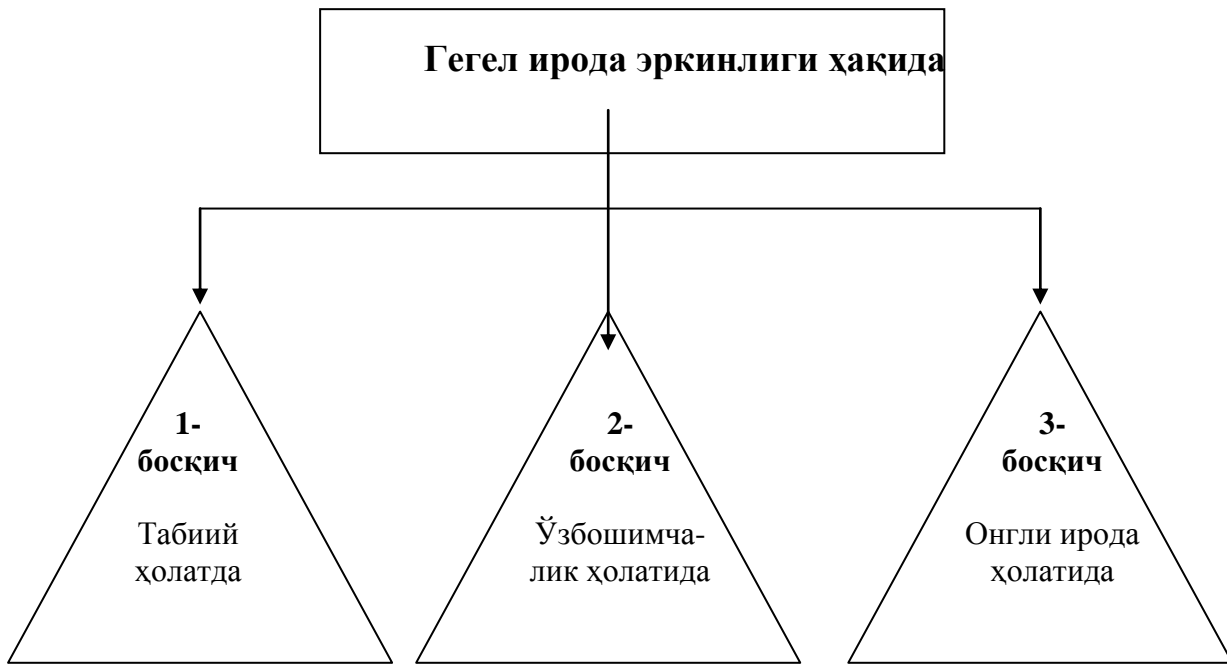 Гегел ирода эркинлиги ҳақида
1-
босқич
Табиий
ҳолатда
2-
босқич
Ўзбошимча-
лик ҳолатида
3-
босқич
Онгли ирода
ҳолатида